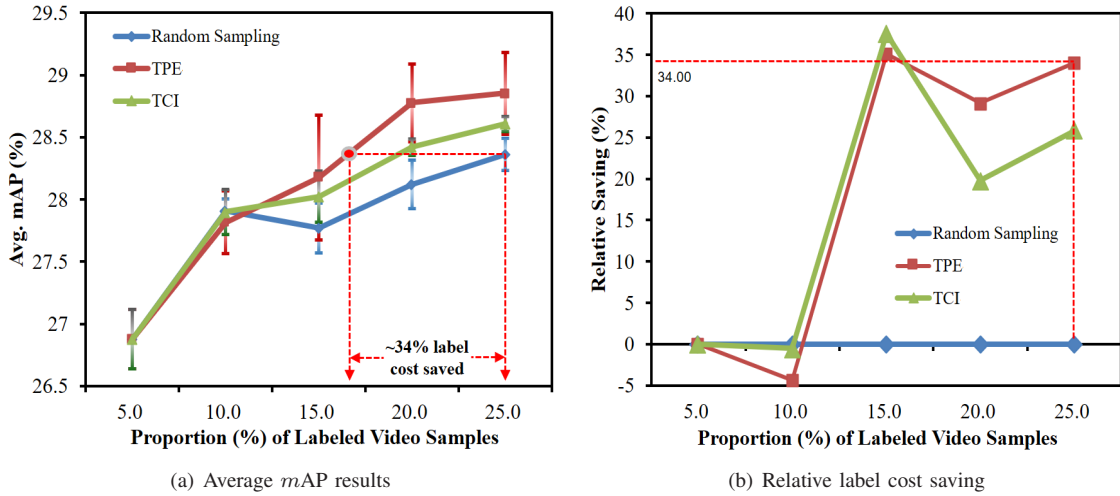 29.5
29
28.5
28
27.5
27
26.5
Avg. mAP (%)
Random Sampling
TPE
TCI
~34% label
cost saved
5.0 10.0 15.0 20.0 25.0
Proportion (%) of Labeled Video Samples
(a) Average mAP results
40
35
30
25
20
15
10
5
0
-5
Relative Saving (%)
34.00
Random Sampling
TPE
TCI
5.0 10.0 15.0 20.0 25.0
Proportion (%) of Labeled Video Samples
(b) Relative label cost saving